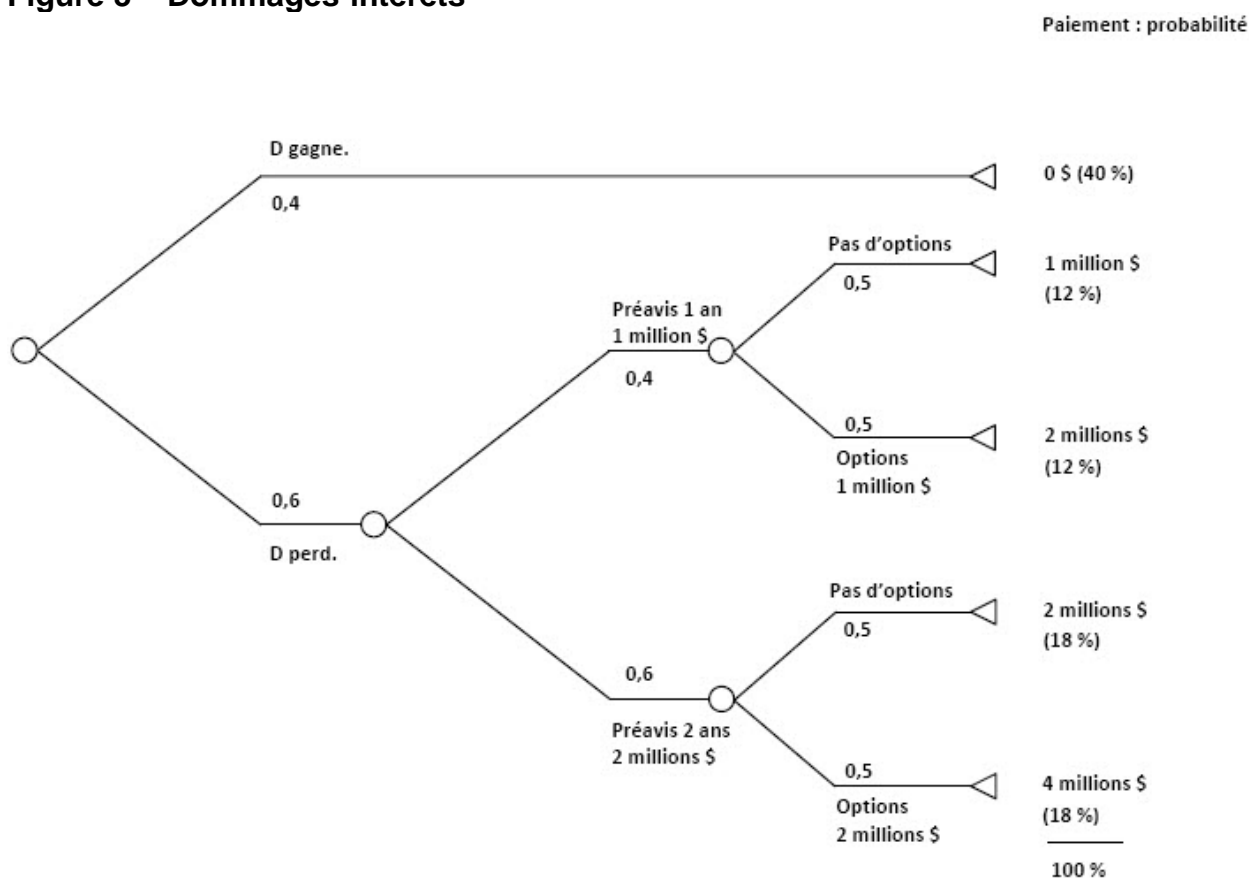 Figure – Dommages-intérêts
Paiement : probabilité
D gagne.
0,4
0 $ (40 %)
Pas d’options
0,5
1 million $
(12 %)
Préavis 1 an
1 million $
0,4
0,5
Options
1 million $
2 millions $
(12 %)
0,6
D perd.
Pas d’options
0,5
2 millions $
(18 %)
0,6
Préavis 2 ans
2 millions $
0,5
Options
2 millions $
4 millions $
(18 %)
100 %